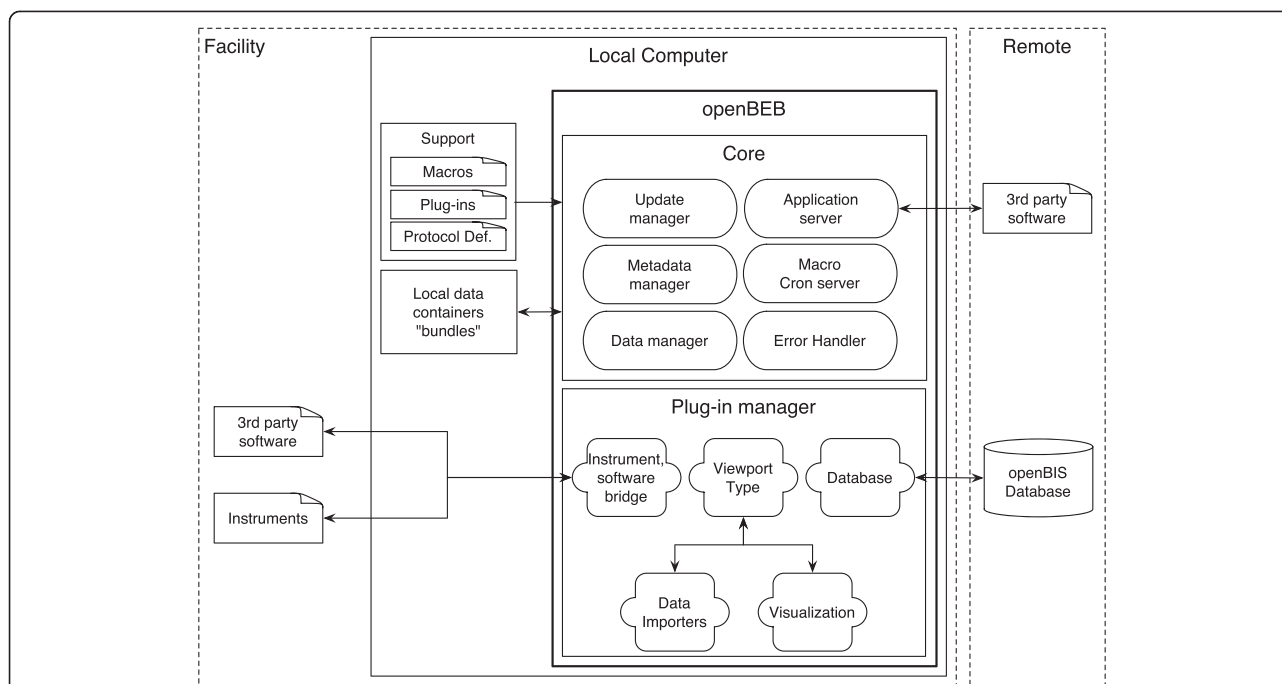 Facility
Local Computer
Remote
openBEB
Support
Macros
Plug-ins
Protocol Def.
Core
Update
manager
Application
server
3rd party
software
Metadata
manager
Macro
Cron server
Local data
containers
"bundles"
Data manager
Error Handler
Plug-in manager
3rd party
software
Instruments
Instrument,
software
bridge
Viewport
Type
Database
openBIS
Database
Data
Importers
Visualization